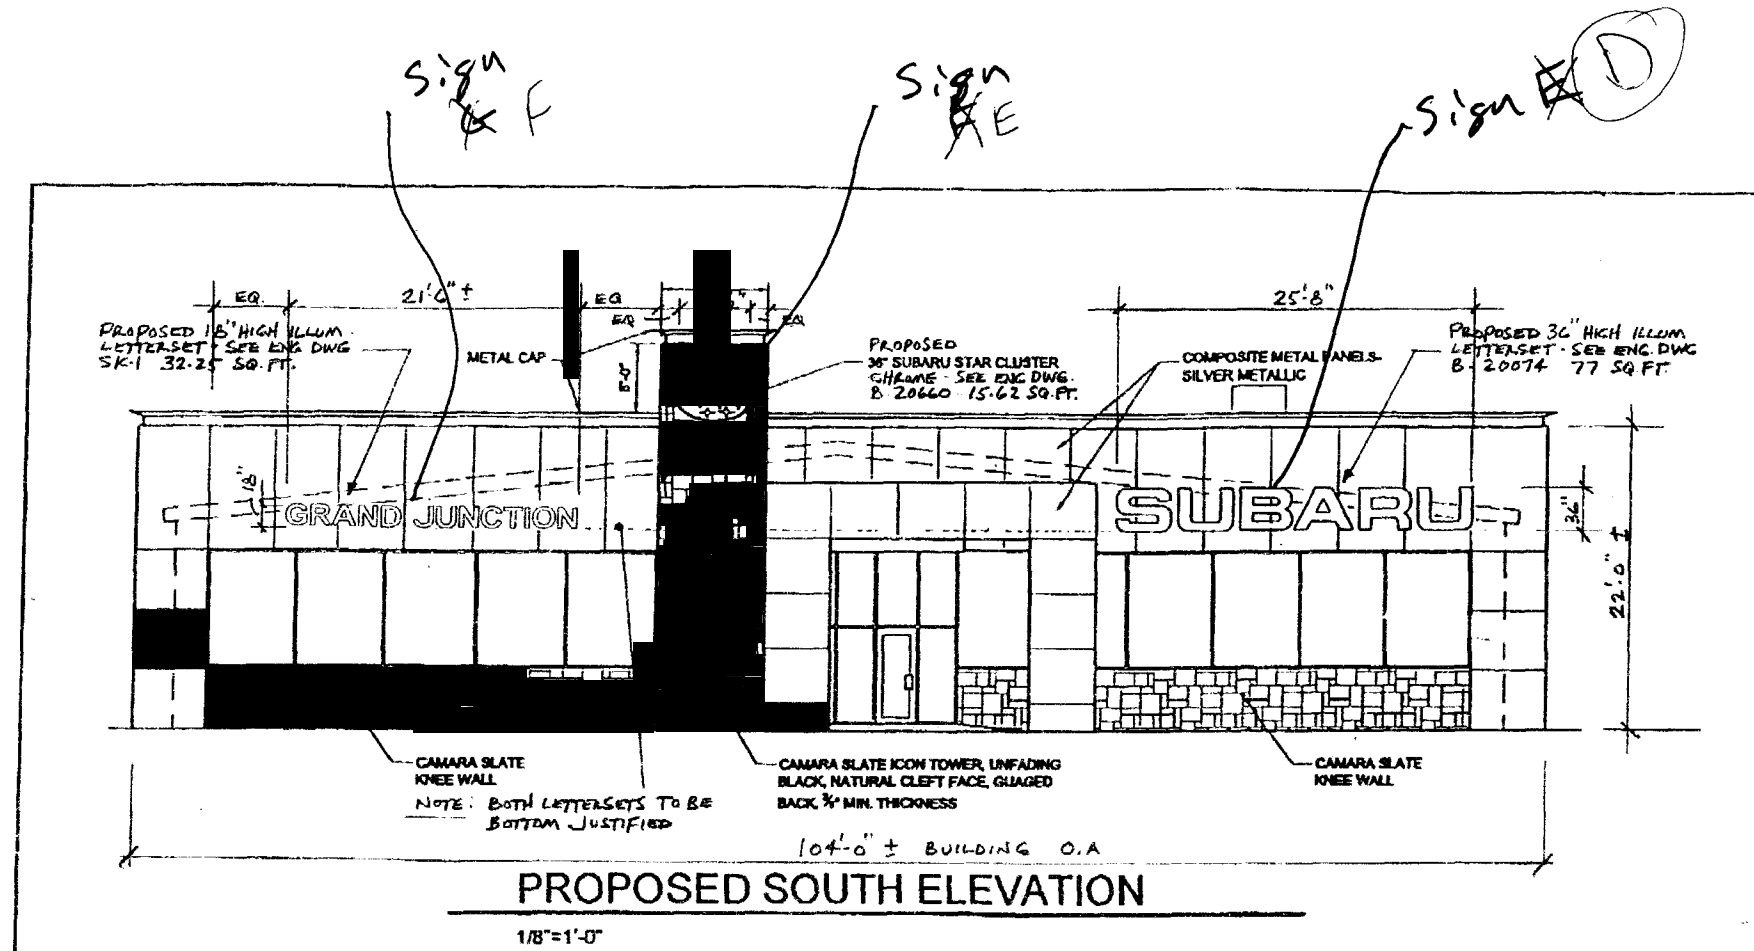 Sign
F
Sign
E
Sign D
EQ. 21'-6" ± EQ
EQ EQ
25'-8"
PROPOSED 18" HIGH ILLUM
LETTERSET - SEE ENG DWG
SK-1 32.25 SQ. FT.
METAL CAP
8'-0"
PROPOSED
36" SUBARU STAR CLUSTER
CHROME - SEE ENG DWG.
B-20660 15.62 SQ. FT.
COMPOSITE METAL PANELS-
SILVER METALLIC
PROPOSED 36" HIGH ILLUM
LETTERSET - SEE ENG. DWG
B-20074 77 SQ. FT
18"
GRAND JUNCTION
SUBARU
36"
22'-0" ±
CAMARA SLATE
KNEE WALL
NOTE: BOTH LETTERSETS TO BE
BOTTOM JUSTIFIED
CAMARA SLATE ICON TOWER, UNFADING
BLACK, NATURAL CLEFT FACE, GUAGED
BACK, ¾" MIN. THICKNESS
CAMARA SLATE
KNEE WALL
104'-0" ± BUILDING O.A
PROPOSED SOUTH ELEVATION
1/8"=1'-0"